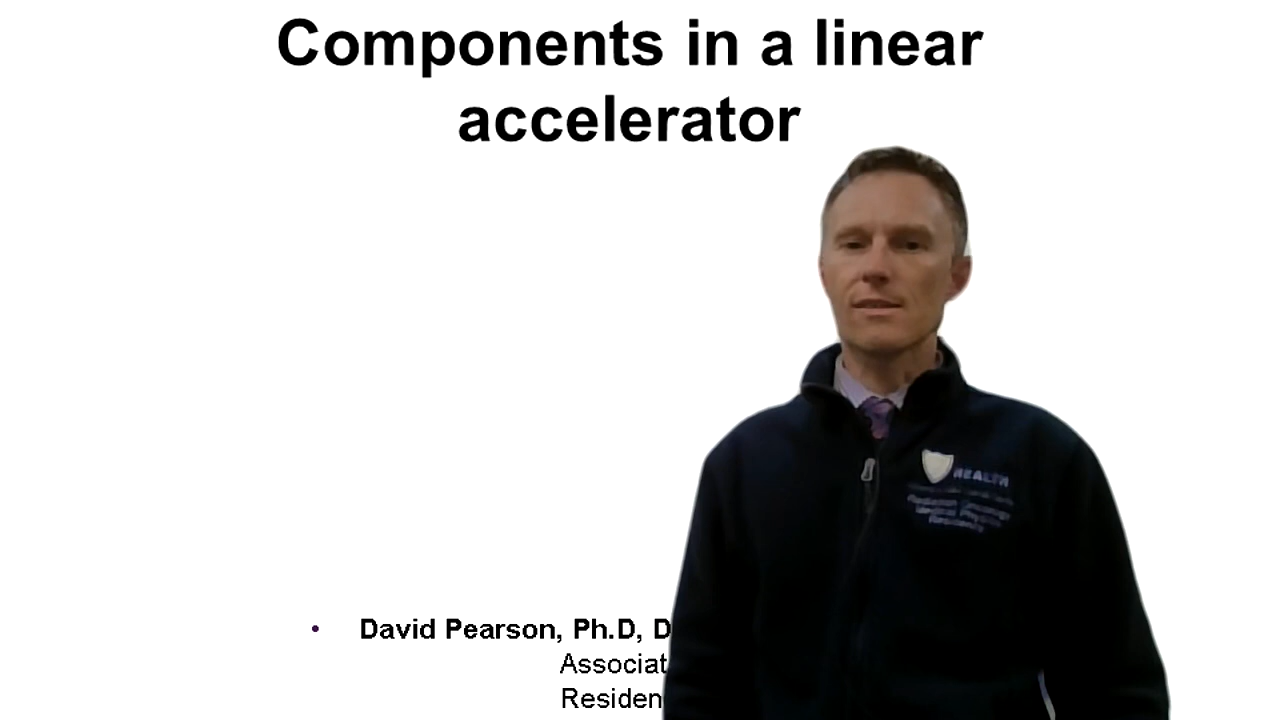 Components in a linear
accelerator
HEALTH
• David Pearson, Ph.D, D
Associat
Residen